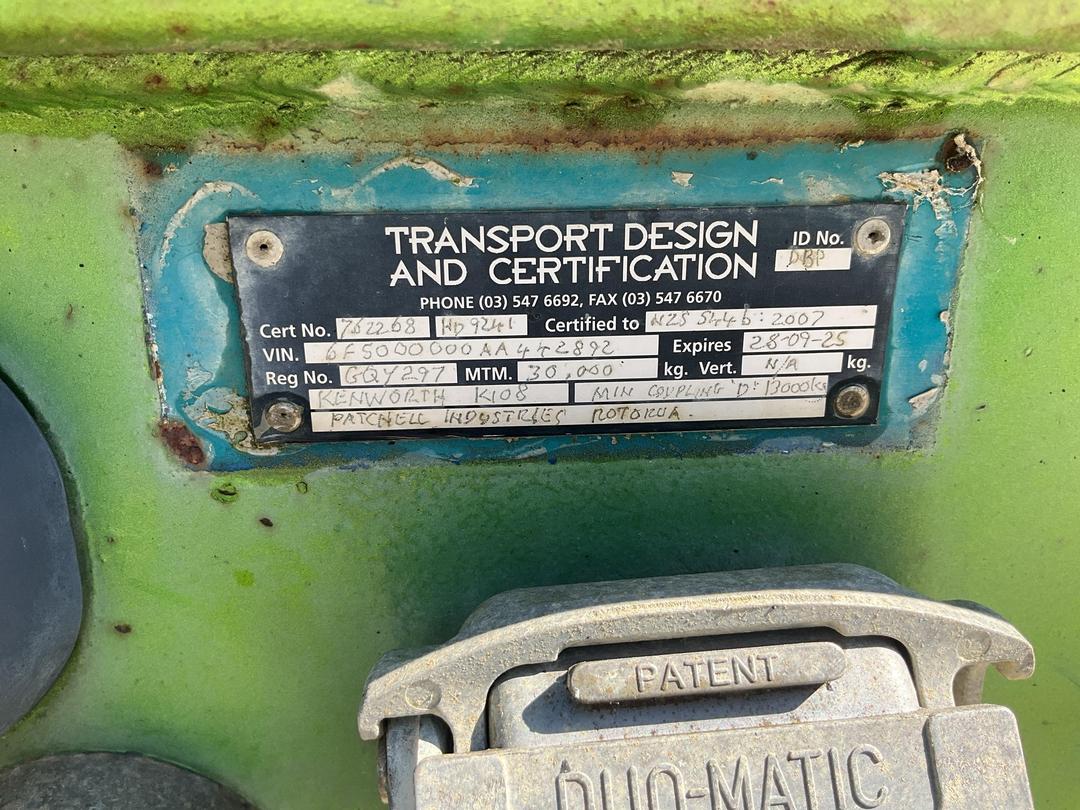 TRANSPORT DESIGN
AND CERTIFICATION
ID No. DBP
PHONE (03) 547 6692, FAX (03) 547 6670
Cert No. 762268 HD9241 Certified to NZS 5446:2007
VIN. 6F5000000AA442892 Expires 28-09-25
Reg No. GQY297 MTM. 30,000 kg. Vert. N/A kg.
KENWORTH K108 MIN COUPLING 'D': 13000kg
PATCHELL INDUSTRIES ROTORUA.
PATENT
DUO-MATIC